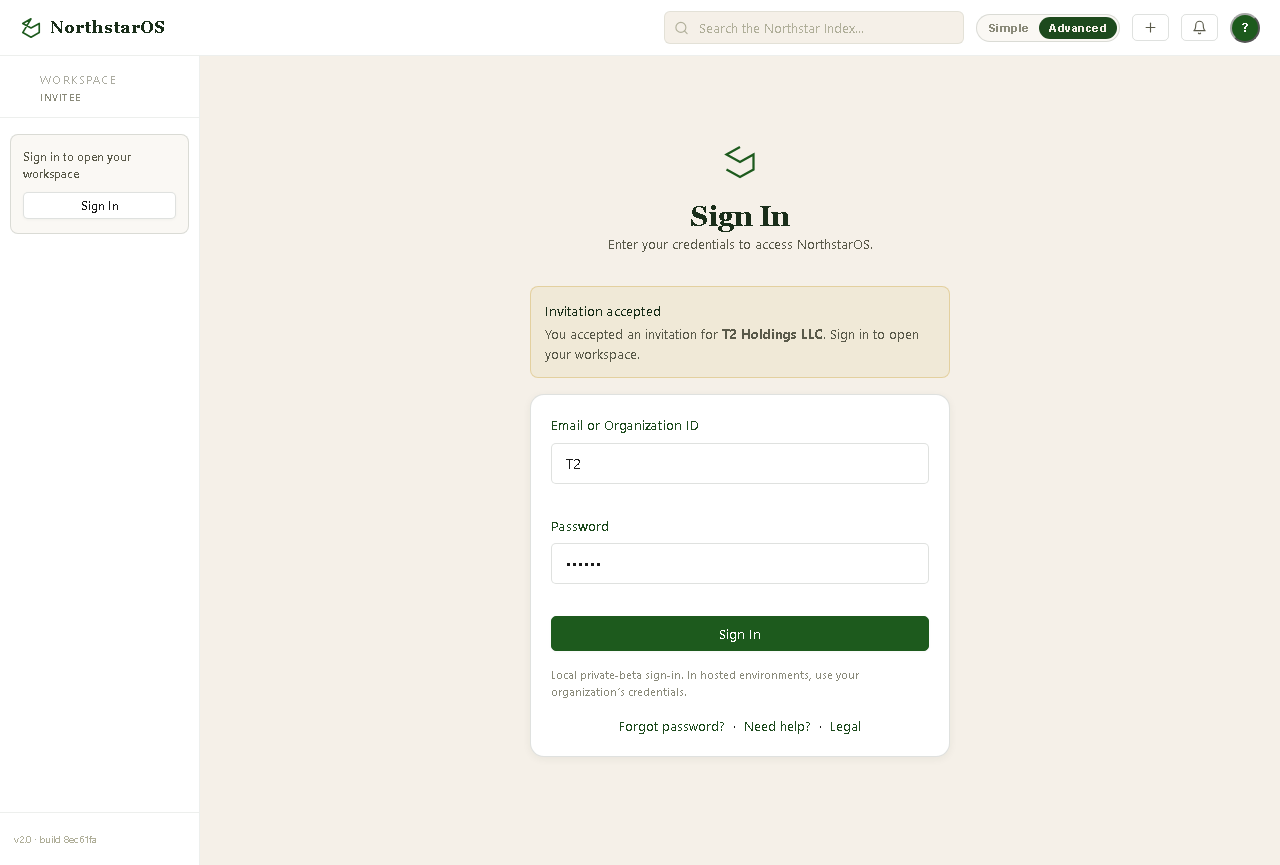 NorthstarOS
Search the Northstar Index...
Simple
Advanced
+
?
WORKSPACE
INVITEE
Sign in to open your
workspace
Sign In
Sign In
Enter your credentials to access NorthstarOS.
Invitation accepted
You accepted an invitation for T2 Holdings LLC. Sign in to open
your workspace.
Email or Organization ID
T2
Password
••••••
Sign In
Local private-beta sign-in. In hosted environments, use your
organization's credentials.
Forgot password? · Need help? · Legal
v2.0 · build 8ec61fa